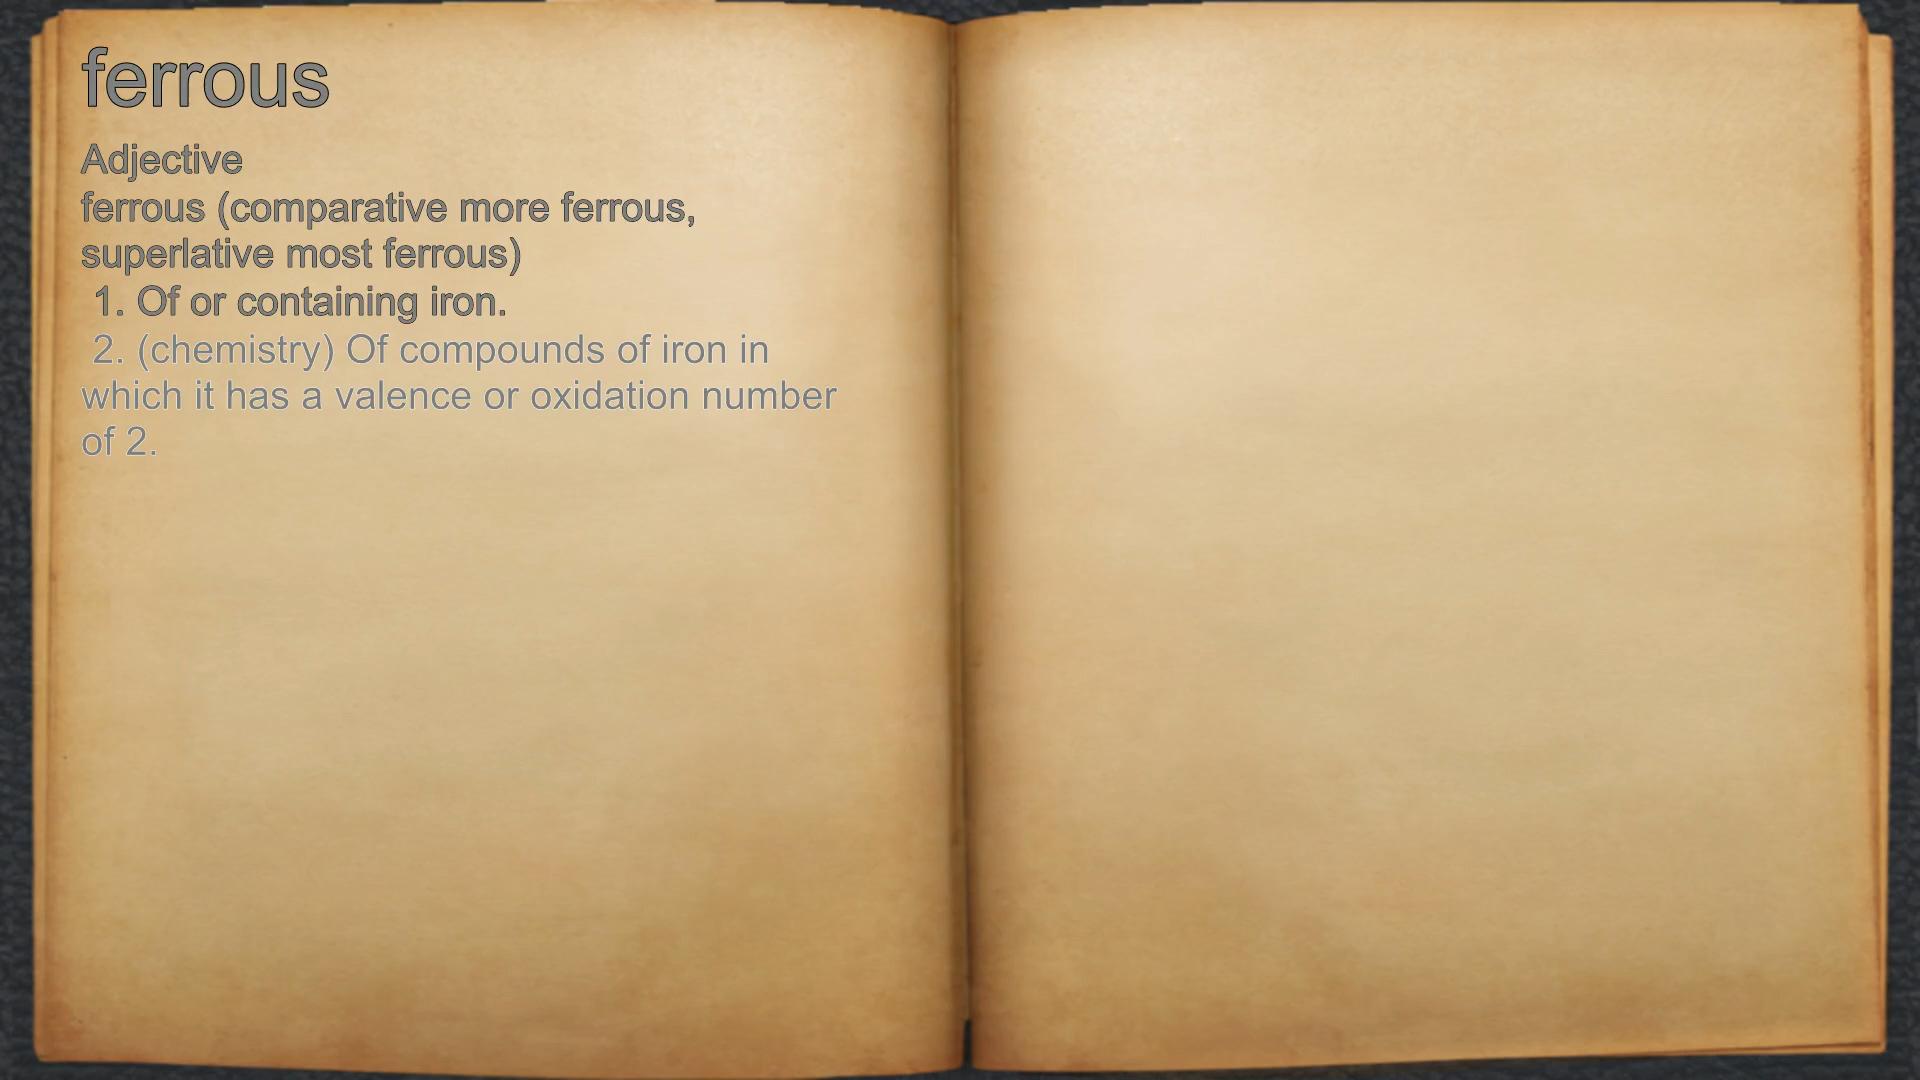 ferrous
Adjective
ferrous (comparative more ferrous,
superlative most ferrous)
1. Of or containing iron.
2. (chemistry) Of compounds of iron in
which it has a valence or oxidation number
of 2.